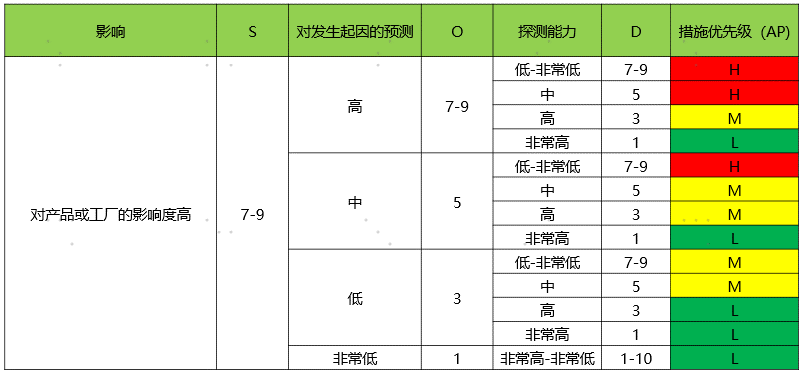 影响 S 对发生起因的预测 O 探测能力 D 措施优先级（AP）
对产品或工厂的影响度高 7-9 高 7-9 低-非常低 7-9 H
中 5 H
高 3 M
非常高 1 L
中 5 低-非常低 7-9 H
中 5 M
高 3 M
非常高 1 L
低 3 低-非常低 7-9 M
中 5 M
高 3 L
非常高 1 L
非常低 1 非常高-非常低 1-10 L